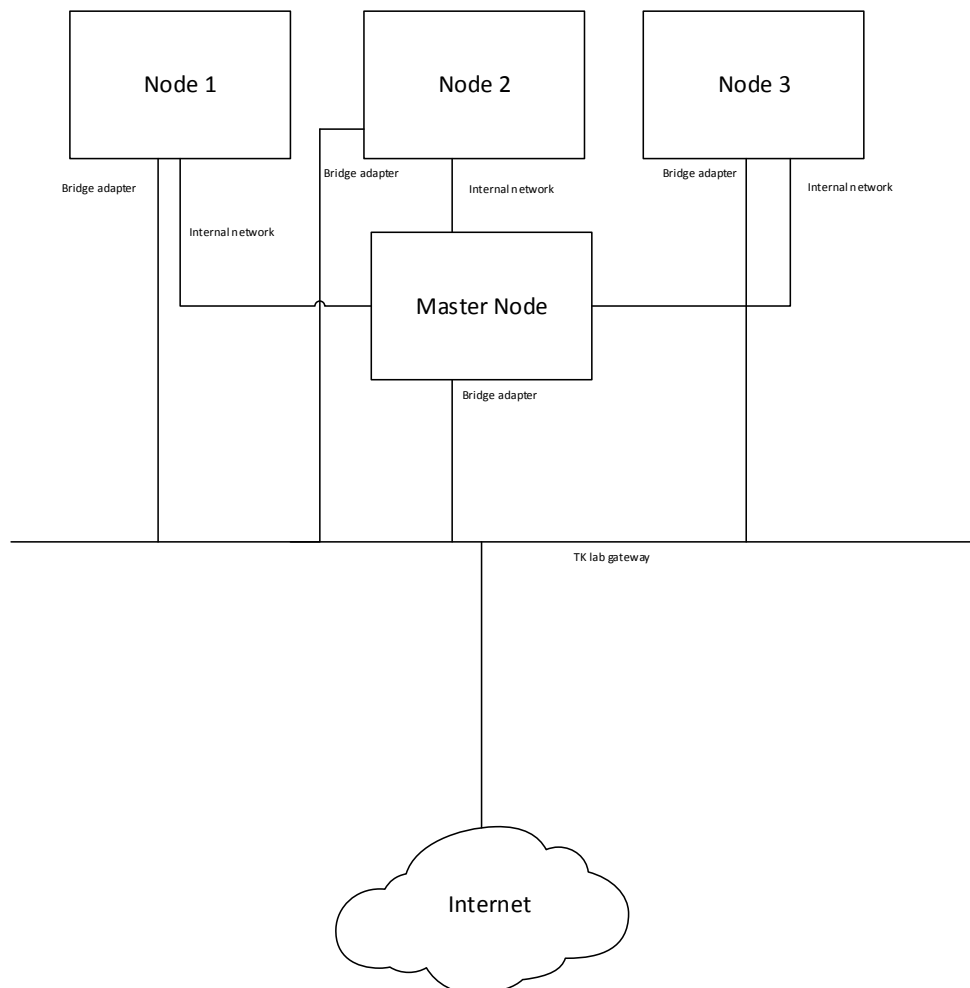 Node 1
Node 2
Node 3
Bridge adapter
Bridge adapter
Internal network
Bridge adapter
Internal network
Internal network
Master Node
Bridge adapter
TK lab gateway
Internet